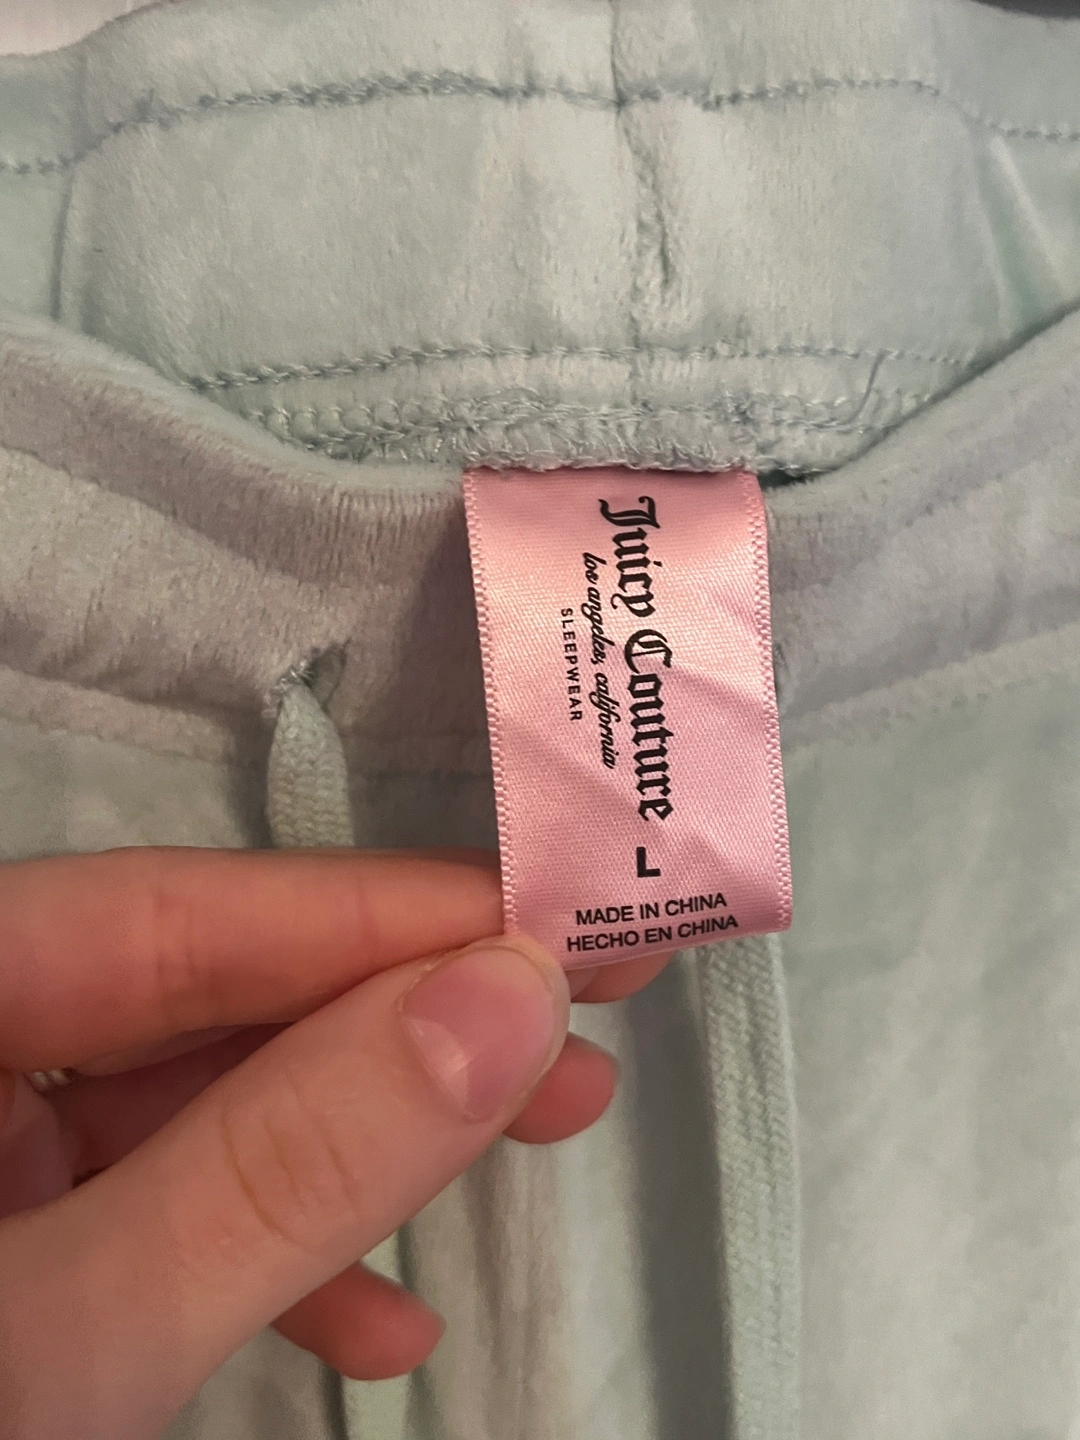 Juicy Couture
los angeles, california
SLEEPWEAR
L
MADE IN CHINA
HECHO EN CHINA